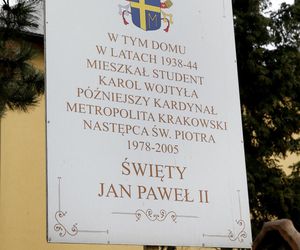 W TYM DOMU
W LATACH 1938-44
MIESZKAŁ STUDENT
KAROL WOJTYŁA
PÓŹNIEJSZY KARDYNAŁ
METROPOLITA KRAKOWSKI
NASTĘPCA ŚW. PIOTRA
1978-2005
ŚWIĘTY
JAN PAWEŁ II